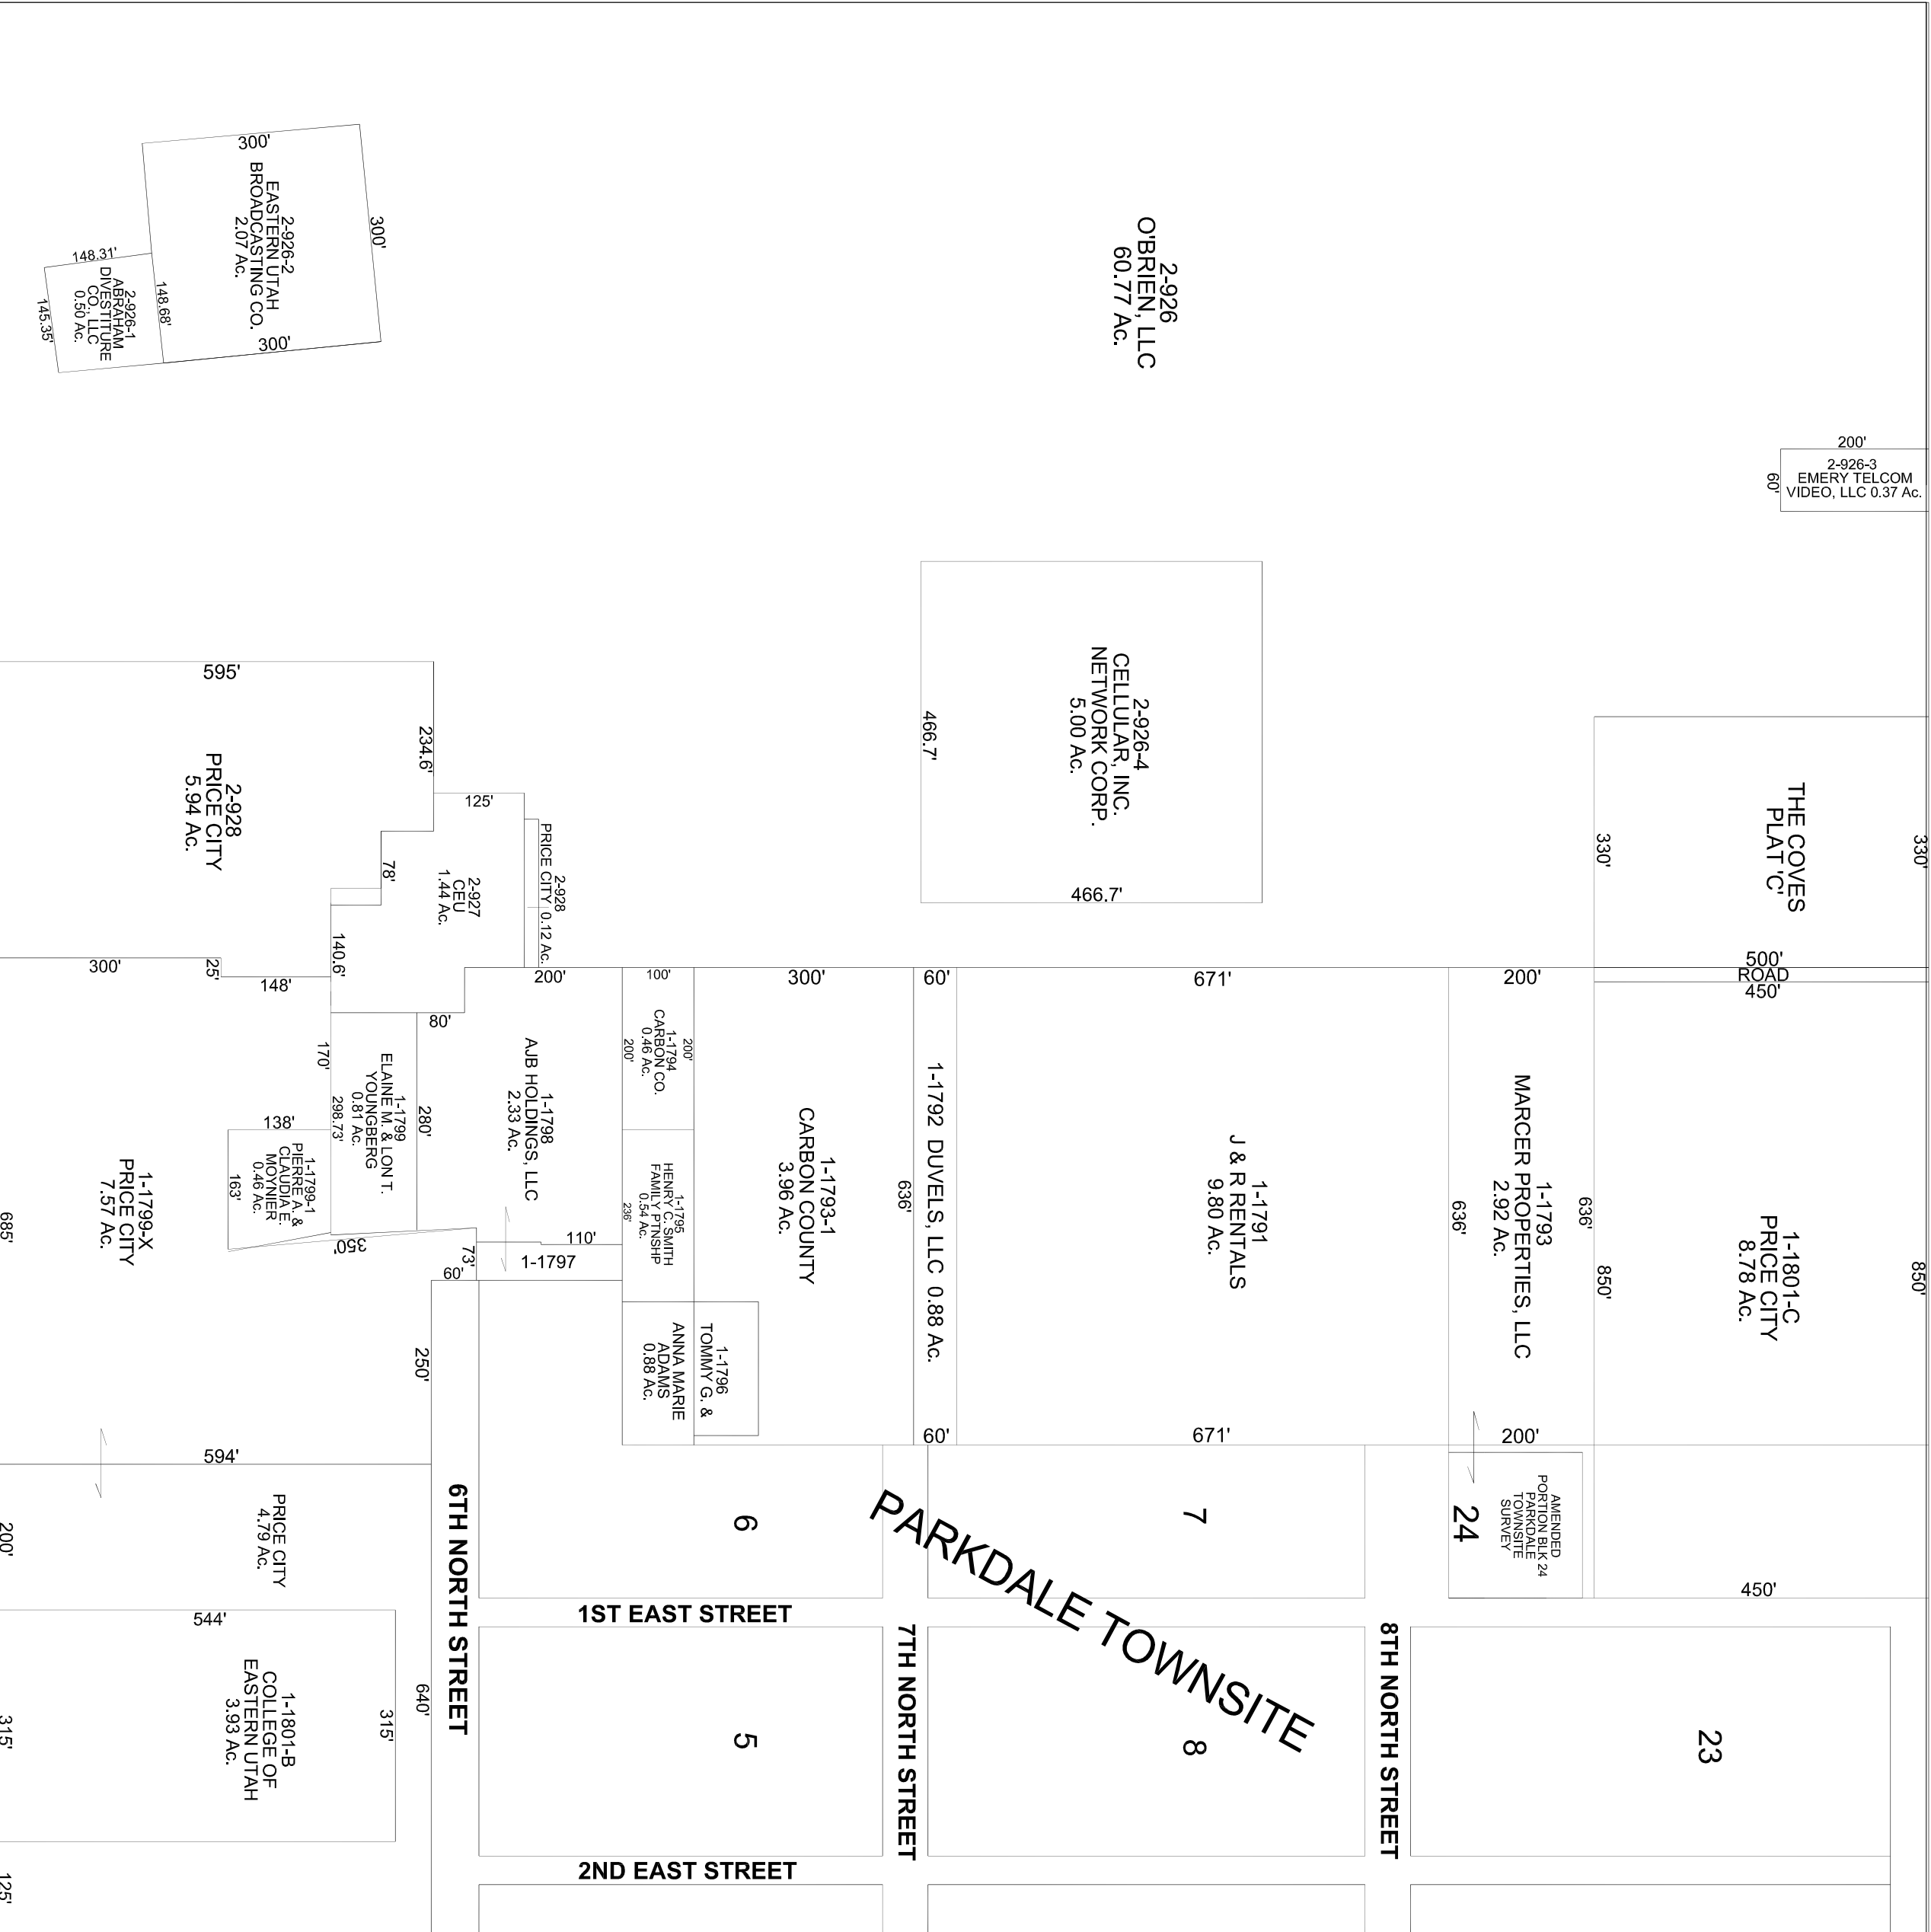 2-926
O'BRIEN, LLC
60.77 Ac.
300'
300'
300'
2-926-2
EASTERN UTAH
BROADCASTING CO.
2.07 Ac.
148.31'
148.68'
145.35'
2-926-1
ABRAHAM
DIVESTITURE
CO., LLC
0.50 Ac.
200'
60'
2-926-3
EMERY TELCOM
VIDEO, LLC 0.37 Ac.
2-926-4
CELLULAR, INC.
NETWORK CORP.
5.00 Ac.
466.7'
466.7'
THE COVES
PLAT 'C'
330'
330'
500'
ROAD
450'
595'
234.6'
2-928
PRICE CITY
5.94 Ac.
125'
78'
2-927
CEU
1.44 Ac.
2-928
PRICE CITY 0.12 Ac.
140.6'
300'
25'
148'
200'
100'
300'
60'
671'
200'
80'
170'
280'
1-1799
ELAINE M. & LON T.
YOUNGBERG
0.81 Ac.
298.73'
138'
163'
1-1799-1
PIERRE A. &
CLAUDIA E.
MOYNIER
0.46 Ac.
350'
1-1798
AJB HOLDINGS, LLC
2.33 Ac.
1-1794
CARBON CO.
0.46 Ac.
200'
200'
1-1795
HENRY C. SMITH
FAMILY PTNSHP
0.54 Ac.
236'
1-1793-1
CARBON COUNTY
3.96 Ac.
636'
1-1792 DUVELS, LLC 0.88 Ac.
1-1791
J & R RENTALS
9.80 Ac.
636'
636'
1-1793
MARCER PROPERTIES, LLC
2.92 Ac.
850'
850'
1-1801-C
PRICE CITY
8.78 Ac.
1-1799-X
PRICE CITY
7.57 Ac.
685'
73'
60'
110'
1-1797
1-1796
TOMMY G. &
ANNA MARIE
ADAMS
0.88 Ac.
250'
60'
671'
200'
594'
PRICE CITY
4.79 Ac.
200'
6TH NORTH STREET
6
7
24
AMENDED
PORTION BLK 24
PARKDALE
TOWNSITE
SURVEY
450'
PARKDALE TOWNSITE
1ST EAST STREET
7TH NORTH STREET
8TH NORTH STREET
544'
315'
640'
315'
1-1801-B
COLLEGE OF
EASTERN UTAH
3.93 Ac.
5
8
23
2ND EAST STREET
125'